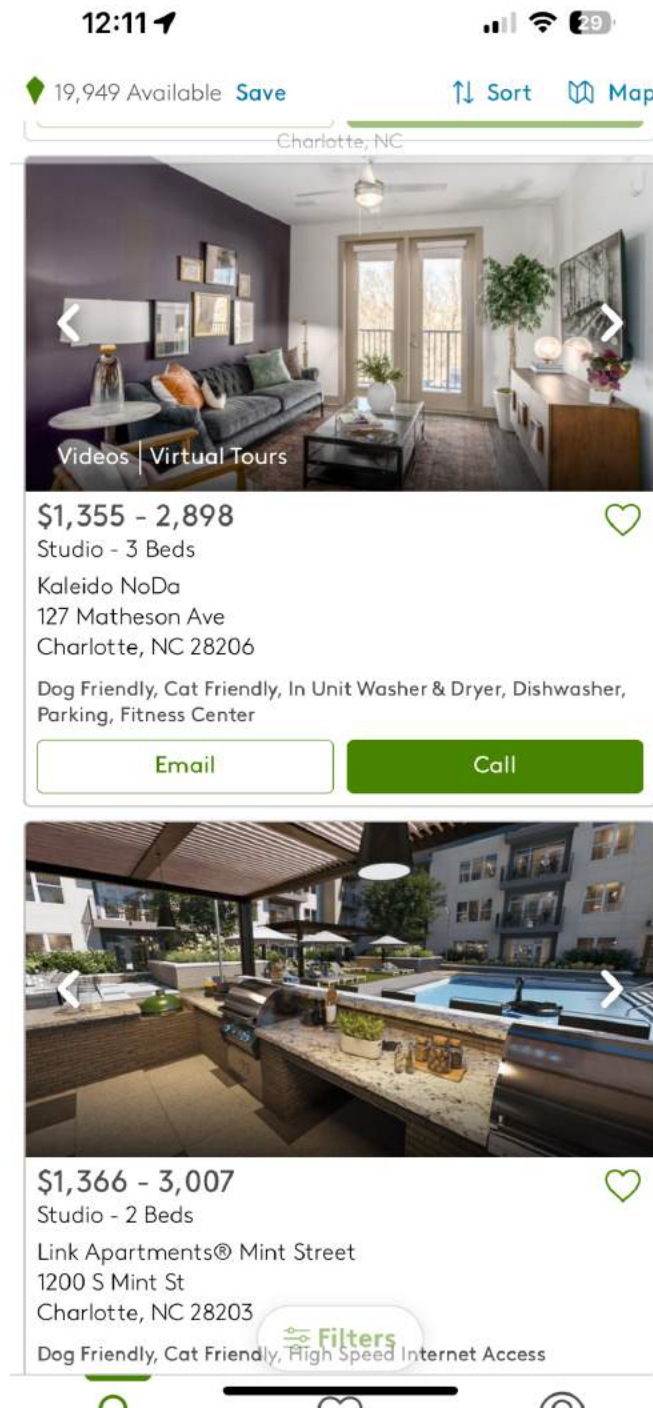 12:11
29
19,949 Available Save Sort Map
Charlotte, NC
Videos | Virtual Tours
$1,355 - 2,898
Studio - 3 Beds
Kaleido NoDa
127 Matheson Ave
Charlotte, NC 28206
Dog Friendly, Cat Friendly, In Unit Washer & Dryer, Dishwasher,
Parking, Fitness Center
Email Call
$1,366 - 3,007
Studio - 2 Beds
Link Apartments® Mint Street
1200 S Mint St
Charlotte, NC 28203
Filters
Dog Friendly, Cat Friendly, High Speed Internet Access